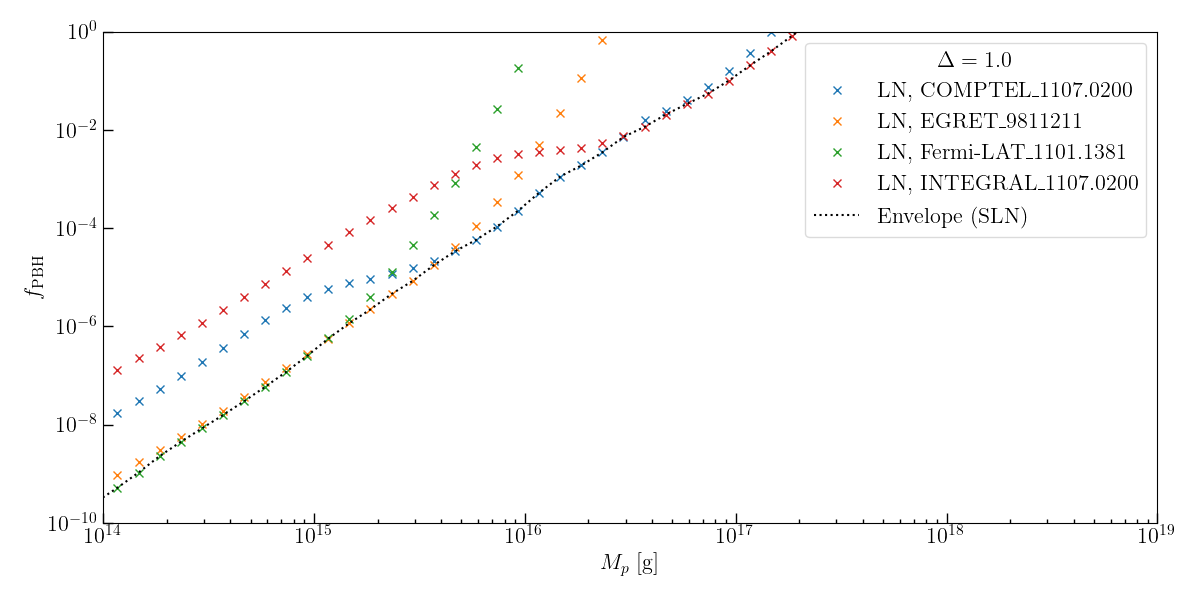 10^0
10^{-2}
10^{-4}
10^{-6}
10^{-8}
10^{-10}
f_{PBH}
Δ = 1.0
LN, COMPTEL_1107.0200
LN, EGRET_9811211
LN, Fermi-LAT_1101.1381
LN, INTEGRAL_1107.0200
Envelope (SLN)
10^{14} 10^{15} 10^{16} 10^{17} 10^{18} 10^{19}
M_p [g]